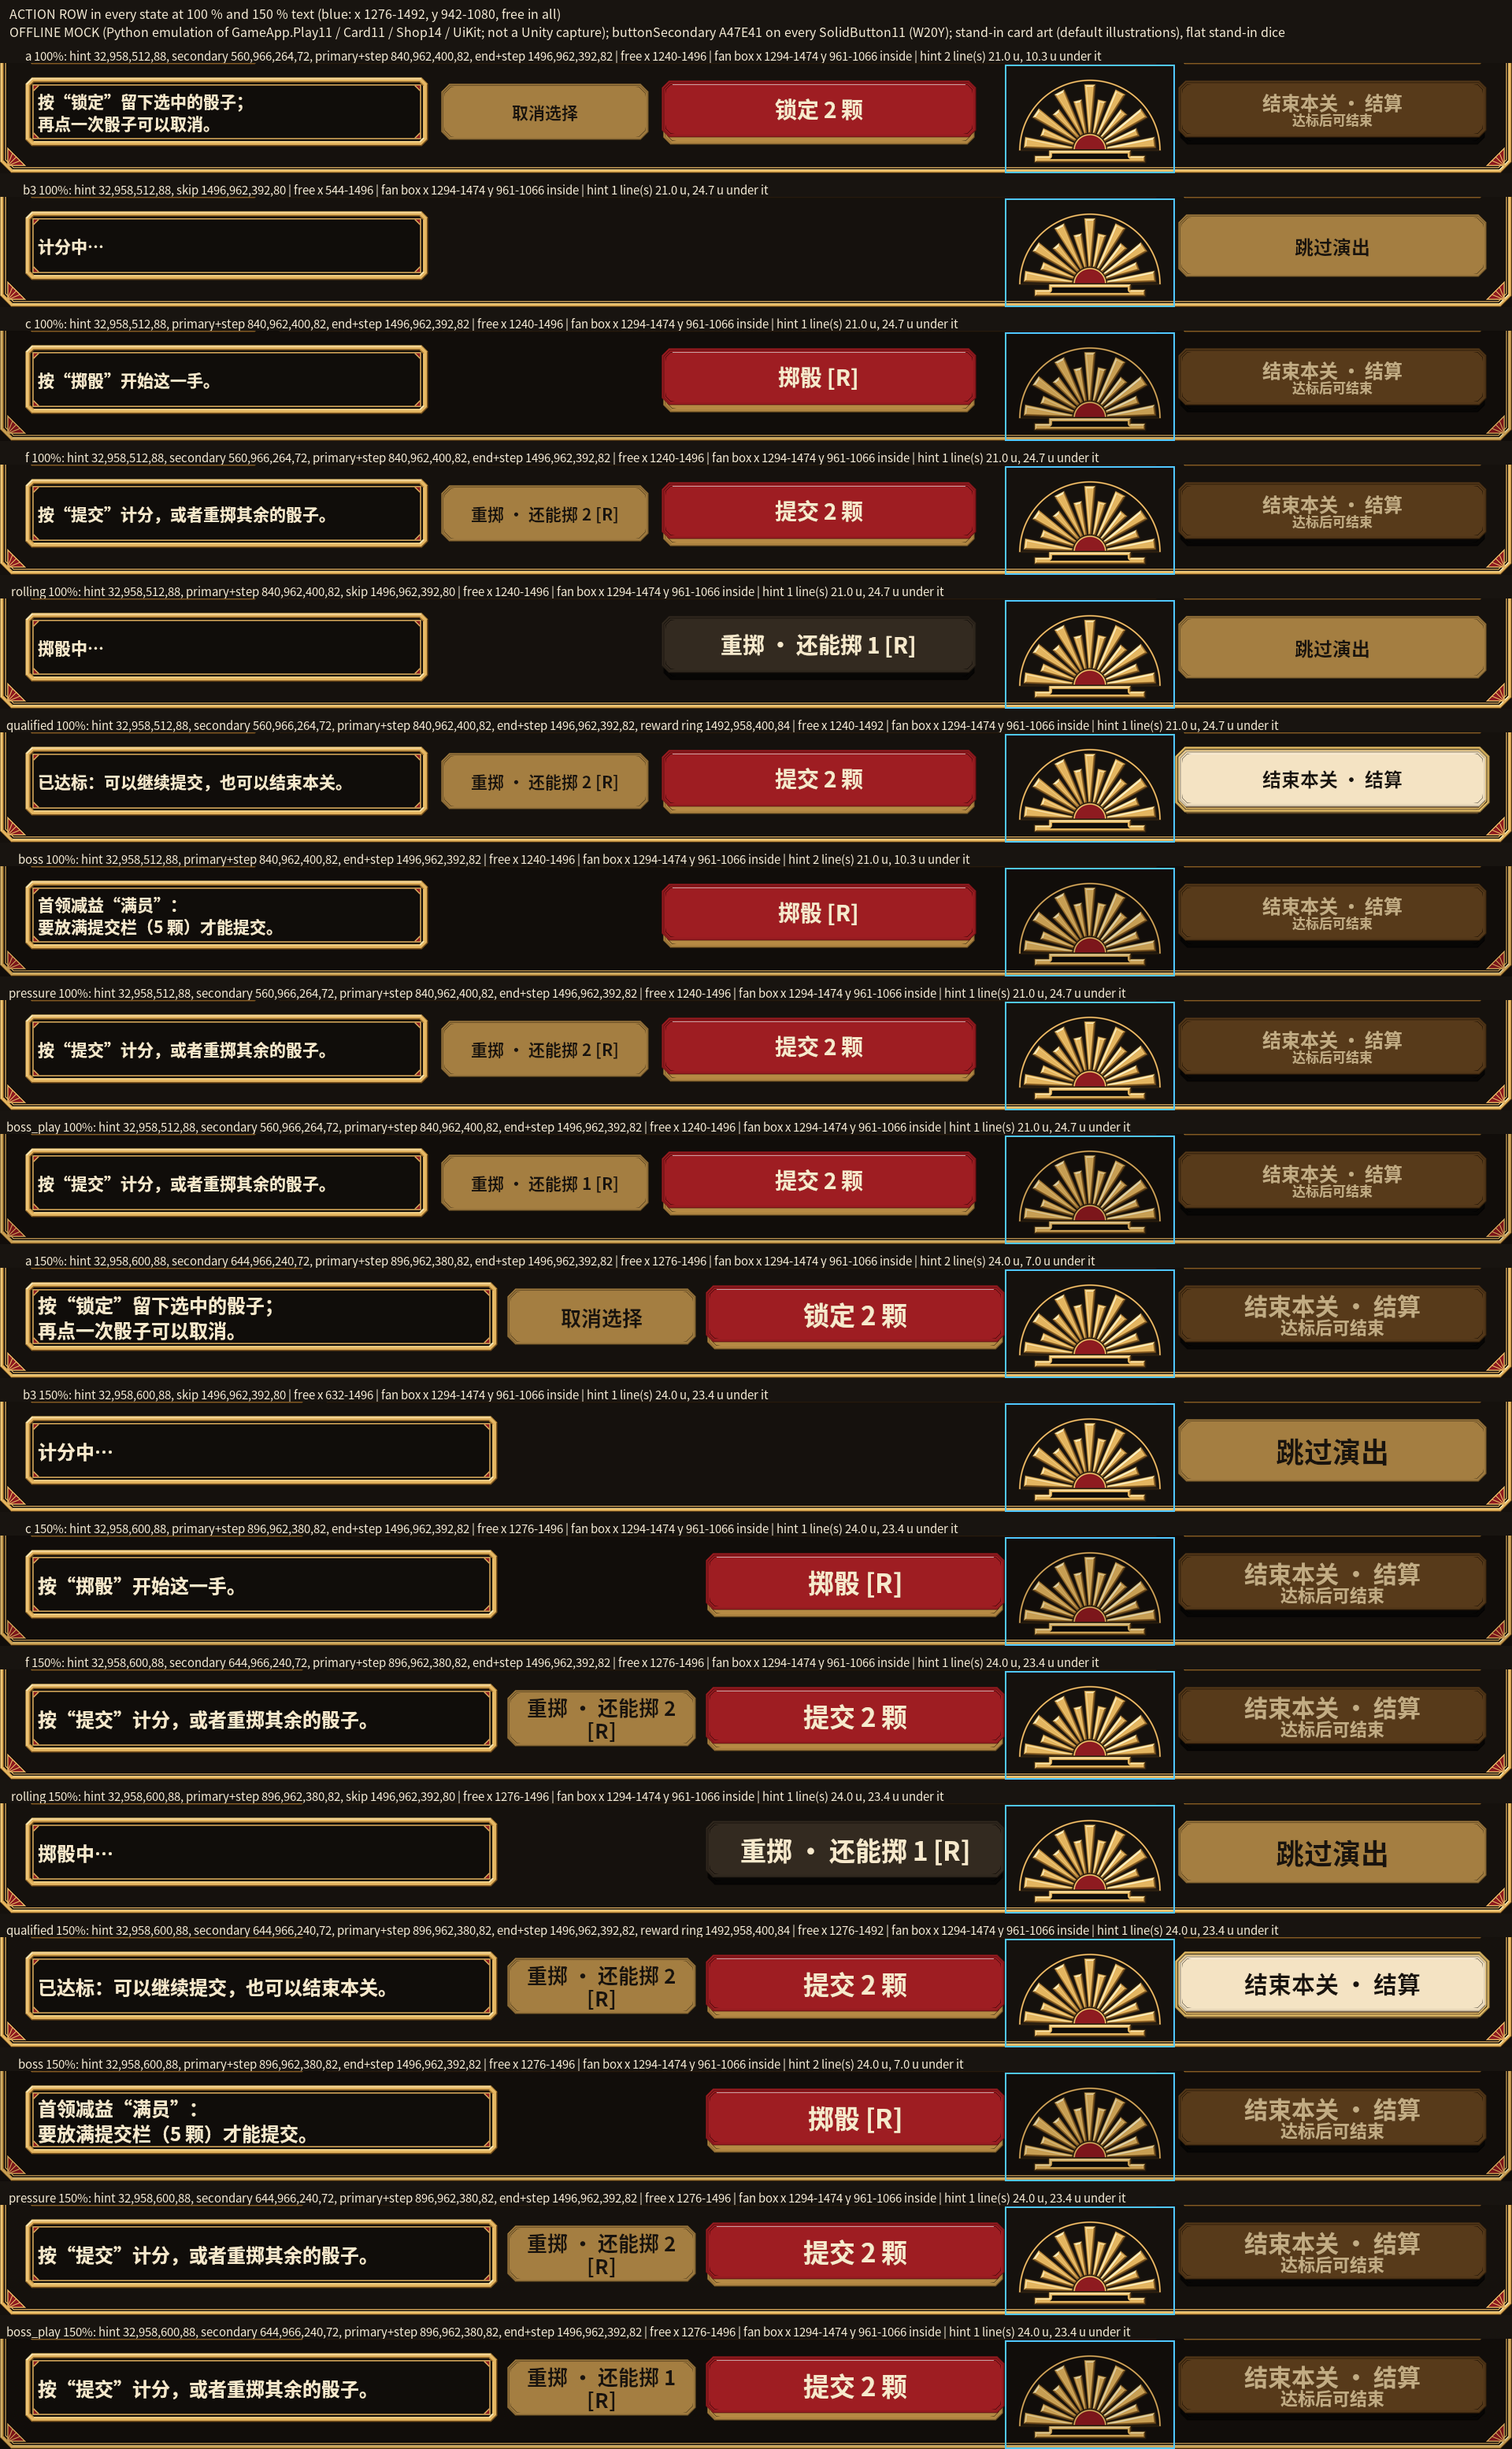 ACTION ROW in every state at 100 % and 150 % text (blue: x 1276-1492, y 942-1080, free in all)
OFFLINE MOCK (Python emulation of GameApp.Play11 / Card11 / Shop14 / UiKit; not a Unity capture); buttonSecondary A47E41 on every SolidButton11 (W20Y); stand-in card art (default illustrations), flat stand-in dice
a 100%: hint 32,958,512,88, secondary 560,966,264,72, primary+step 840,962,400,82, end+step 1496,962,392,82 | free x 1240-1496 | fan box x 1294-1474 y 961-1066 inside | hint 2 line(s) 21.0 u, 10.3 u under it
按“锁定”留下选中的骰子；
再点一次骰子可以取消。
取消选择
锁定 2 颗
结束本关 · 结算
达标后可结束
b3 100%: hint 32,958,512,88, skip 1496,962,392,80 | free x 544-1496 | fan box x 1294-1474 y 961-1066 inside | hint 1 line(s) 21.0 u, 24.7 u under it
计分中…
跳过演出
c 100%: hint 32,958,512,88, primary+step 840,962,400,82, end+step 1496,962,392,82 | free x 1240-1496 | fan box x 1294-1474 y 961-1066 inside | hint 1 line(s) 21.0 u, 24.7 u under it
按“掷骰”开始这一手。
掷骰 [R]
结束本关 · 结算
达标后可结束
f 100%: hint 32,958,512,88, secondary 560,966,264,72, primary+step 840,962,400,82, end+step 1496,962,392,82 | free x 1240-1496 | fan box x 1294-1474 y 961-1066 inside | hint 1 line(s) 21.0 u, 24.7 u under it
按“提交”计分，或者重掷其余的骰子。
重掷 · 还能掷 2 [R]
提交 2 颗
结束本关 · 结算
达标后可结束
rolling 100%: hint 32,958,512,88, primary+step 840,962,400,82, skip 1496,962,392,80 | free x 1240-1496 | fan box x 1294-1474 y 961-1066 inside | hint 1 line(s) 21.0 u, 24.7 u under it
掷骰中…
重掷 · 还能掷 1 [R]
跳过演出
qualified 100%: hint 32,958,512,88, secondary 560,966,264,72, primary+step 840,962,400,82, end+step 1496,962,392,82, reward ring 1492,958,400,84 | free x 1240-1492 | fan box x 1294-1474 y 961-1066 inside | hint 1 line(s) 21.0 u, 24.7 u under it
已达标：可以继续提交，也可以结束本关。
重掷 · 还能掷 2 [R]
提交 2 颗
结束本关 · 结算
boss 100%: hint 32,958,512,88, primary+step 840,962,400,82, end+step 1496,962,392,82 | free x 1240-1496 | fan box x 1294-1474 y 961-1066 inside | hint 2 line(s) 21.0 u, 10.3 u under it
首领减益“满员”：
要放满提交栏（5 颗）才能提交。
掷骰 [R]
结束本关 · 结算
达标后可结束
pressure 100%: hint 32,958,512,88, secondary 560,966,264,72, primary+step 840,962,400,82, end+step 1496,962,392,82 | free x 1240-1496 | fan box x 1294-1474 y 961-1066 inside | hint 1 line(s) 21.0 u, 24.7 u under it
按“提交”计分，或者重掷其余的骰子。
重掷 · 还能掷 2 [R]
提交 2 颗
结束本关 · 结算
达标后可结束
boss_play 100%: hint 32,958,512,88, secondary 560,966,264,72, primary+step 840,962,400,82, end+step 1496,962,392,82 | free x 1240-1496 | fan box x 1294-1474 y 961-1066 inside | hint 1 line(s) 21.0 u, 24.7 u under it
按“提交”计分，或者重掷其余的骰子。
重掷 · 还能掷 1 [R]
提交 2 颗
结束本关 · 结算
达标后可结束
a 150%: hint 32,958,600,88, secondary 644,966,240,72, primary+step 896,962,380,82, end+step 1496,962,392,82 | free x 1276-1496 | fan box x 1294-1474 y 961-1066 inside | hint 2 line(s) 24.0 u, 7.0 u under it
按“锁定”留下选中的骰子；
再点一次骰子可以取消。
取消选择
锁定 2 颗
结束本关 · 结算
达标后可结束
b3 150%: hint 32,958,600,88, skip 1496,962,392,80 | free x 632-1496 | fan box x 1294-1474 y 961-1066 inside | hint 1 line(s) 24.0 u, 23.4 u under it
计分中…
跳过演出
c 150%: hint 32,958,600,88, primary+step 896,962,380,82, end+step 1496,962,392,82 | free x 1276-1496 | fan box x 1294-1474 y 961-1066 inside | hint 1 line(s) 24.0 u, 23.4 u under it
按“掷骰”开始这一手。
掷骰 [R]
结束本关 · 结算
达标后可结束
f 150%: hint 32,958,600,88, secondary 644,966,240,72, primary+step 896,962,380,82, end+step 1496,962,392,82 | free x 1276-1496 | fan box x 1294-1474 y 961-1066 inside | hint 1 line(s) 24.0 u, 23.4 u under it
按“提交”计分，或者重掷其余的骰子。
重掷 · 还能掷 2
[R]
提交 2 颗
结束本关 · 结算
达标后可结束
rolling 150%: hint 32,958,600,88, primary+step 896,962,380,82, skip 1496,962,392,80 | free x 1276-1496 | fan box x 1294-1474 y 961-1066 inside | hint 1 line(s) 24.0 u, 23.4 u under it
掷骰中…
重掷 · 还能掷 1 [R]
跳过演出
qualified 150%: hint 32,958,600,88, secondary 644,966,240,72, primary+step 896,962,380,82, end+step 1496,962,392,82, reward ring 1492,958,400,84 | free x 1276-1492 | fan box x 1294-1474 y 961-1066 inside | hint 1 line(s) 24.0 u, 23.4 u under it
已达标：可以继续提交，也可以结束本关。
重掷 · 还能掷 2
[R]
提交 2 颗
结束本关 · 结算
boss 150%: hint 32,958,600,88, primary+step 896,962,380,82, end+step 1496,962,392,82 | free x 1276-1496 | fan box x 1294-1474 y 961-1066 inside | hint 2 line(s) 24.0 u, 7.0 u under it
首领减益“满员”：
要放满提交栏（5 颗）才能提交。
掷骰 [R]
结束本关 · 结算
达标后可结束
pressure 150%: hint 32,958,600,88, secondary 644,966,240,72, primary+step 896,962,380,82, end+step 1496,962,392,82 | free x 1276-1496 | fan box x 1294-1474 y 961-1066 inside | hint 1 line(s) 24.0 u, 23.4 u under it
按“提交”计分，或者重掷其余的骰子。
重掷 · 还能掷 2
[R]
提交 2 颗
结束本关 · 结算
达标后可结束
boss_play 150%: hint 32,958,600,88, secondary 644,966,240,72, primary+step 896,962,380,82, end+step 1496,962,392,82 | free x 1276-1496 | fan box x 1294-1474 y 961-1066 inside | hint 1 line(s) 24.0 u, 23.4 u under it
按“提交”计分，或者重掷其余的骰子。
重掷 · 还能掷 1
[R]
提交 2 颗
结束本关 · 结算
达标后可结束